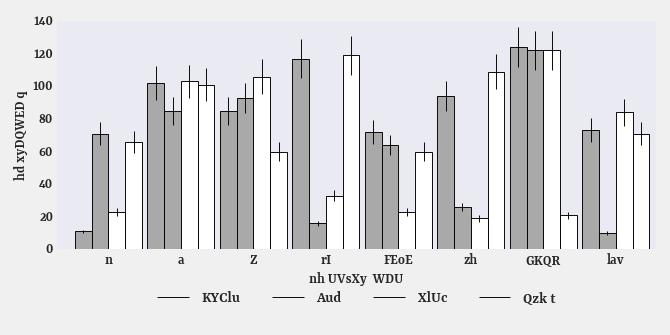 140
120
100
80
60
40
20
0
hd xyDQWED q
n a Z rI FEoE zh GKQR lav
nh UVsXy WDU
KYClu Aud XlUc Qzk t